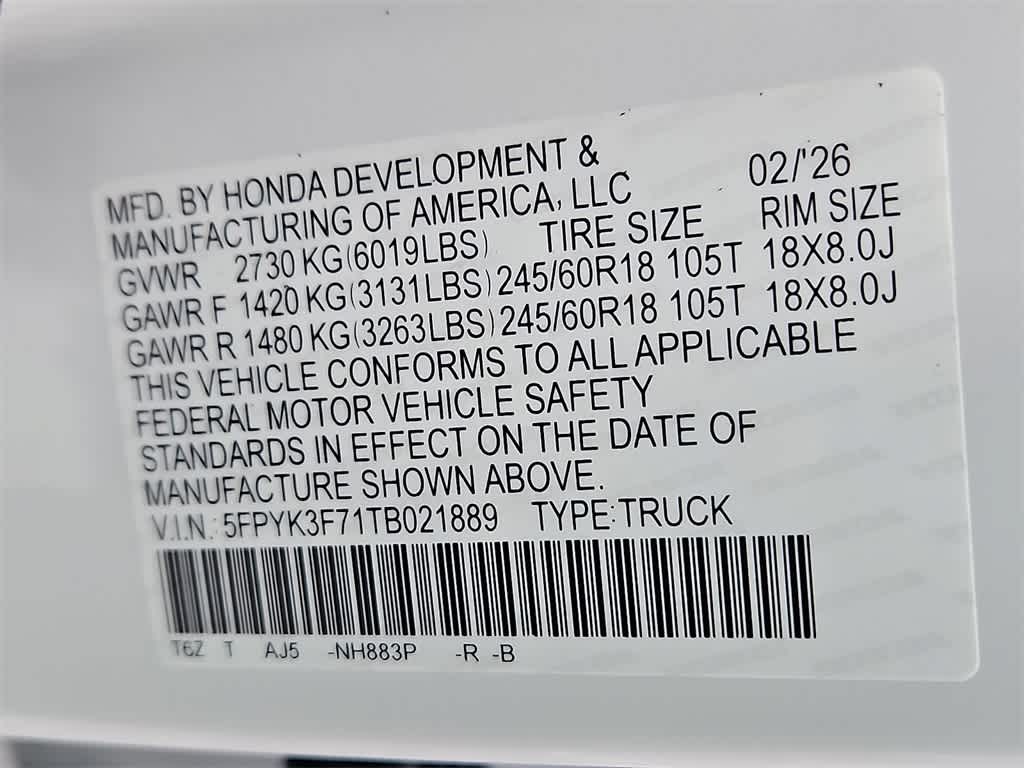 MFD. BY HONDA DEVELOPMENT & 02/'26
MANUFACTURING OF AMERICA, LLC
GVWR 2730 KG(6019LBS) TIRE SIZE RIM SIZE
GAWR F 1420 KG(3131LBS) 245/60R18 105T 18X8.0J
GAWR R 1480 KG(3263LBS) 245/60R18 105T 18X8.0J
THIS VEHICLE CONFORMS TO ALL APPLICABLE
FEDERAL MOTOR VEHICLE SAFETY
STANDARDS IN EFFECT ON THE DATE OF
MANUFACTURE SHOWN ABOVE.
V.I.N.: 5FPYK3F71TB021889 TYPE:TRUCK
T6Z T AJ5 -NH883P -R -B